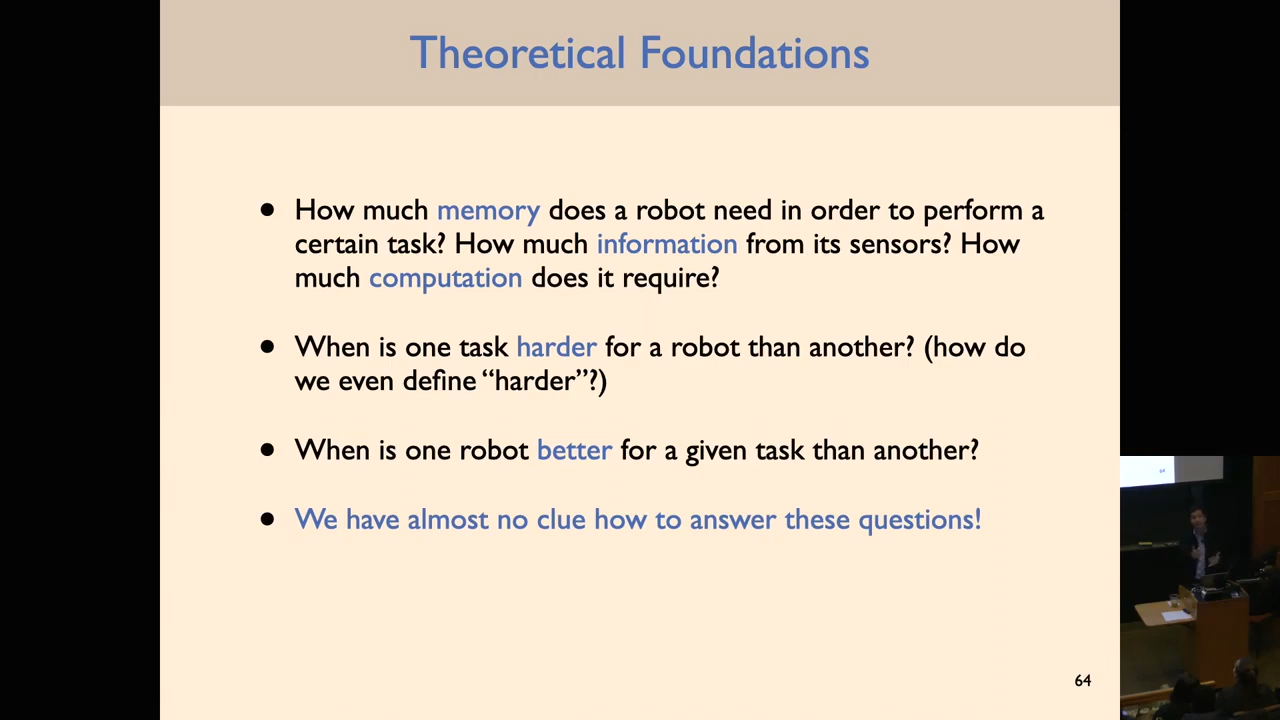 Theoretical Foundations
• How much memory does a robot need in order to perform a
certain task? How much information from its sensors? How
much computation does it require?
• When is one task harder for a robot than another? (how do
we even define “harder”?)
• When is one robot better for a given task than another?
• We have almost no clue how to answer these questions!
64